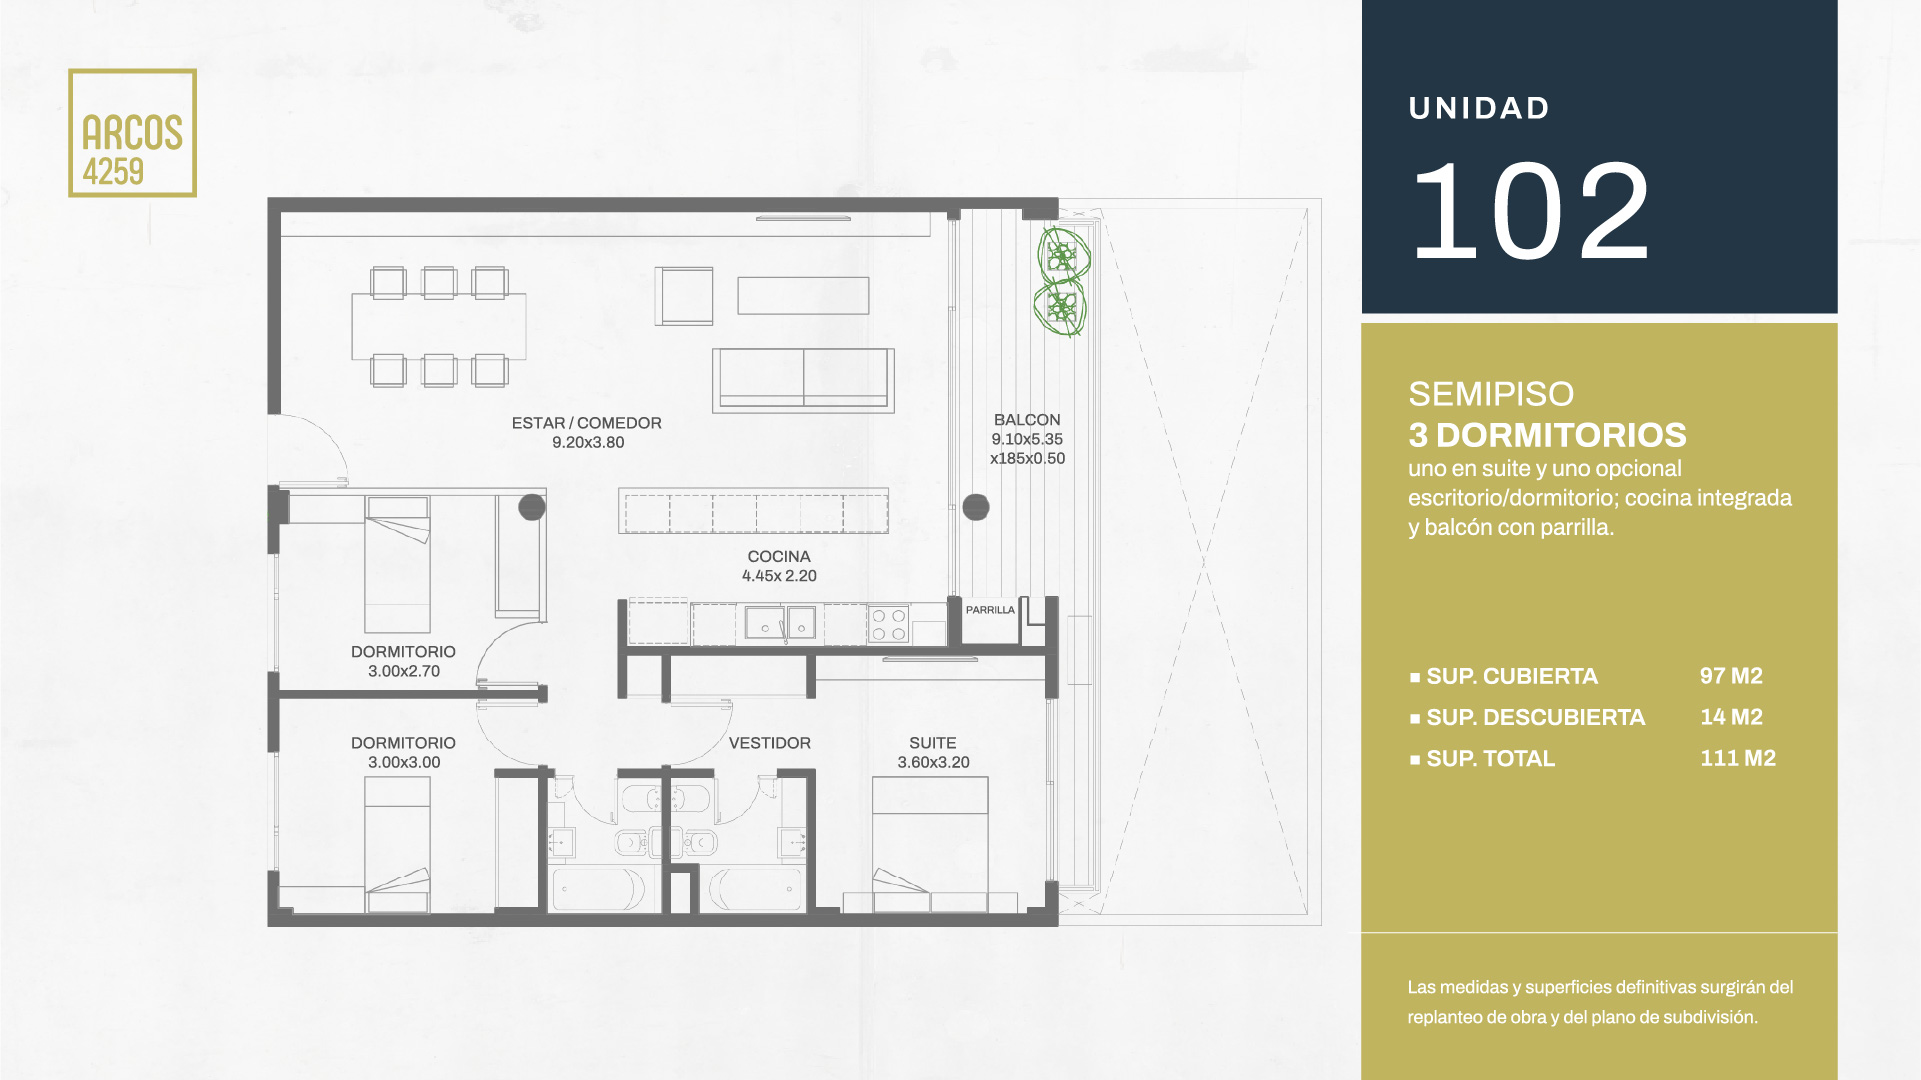 ARCOS
4259
ESTAR / COMEDOR
9.20x3.80
BALCON
9.10x5.35
x185x0.50
COCINA
4.45x 2.20
PARRILLA
DORMITORIO
3.00x2.70
DORMITORIO
3.00x3.00
VESTIDOR
SUITE
3.60x3.20
UNIDAD
102
SEMIPISO
3 DORMITORIOS
uno en suite y uno opcional
escritorio/dormitorio; cocina integrada
y balcón con parrilla.
SUP. CUBIERTA 97 M2
SUP. DESCUBIERTA 14 M2
SUP. TOTAL 111 M2
Las medidas y superficies definitivas surgirán del
replanteo de obra y del plano de subdivisión.